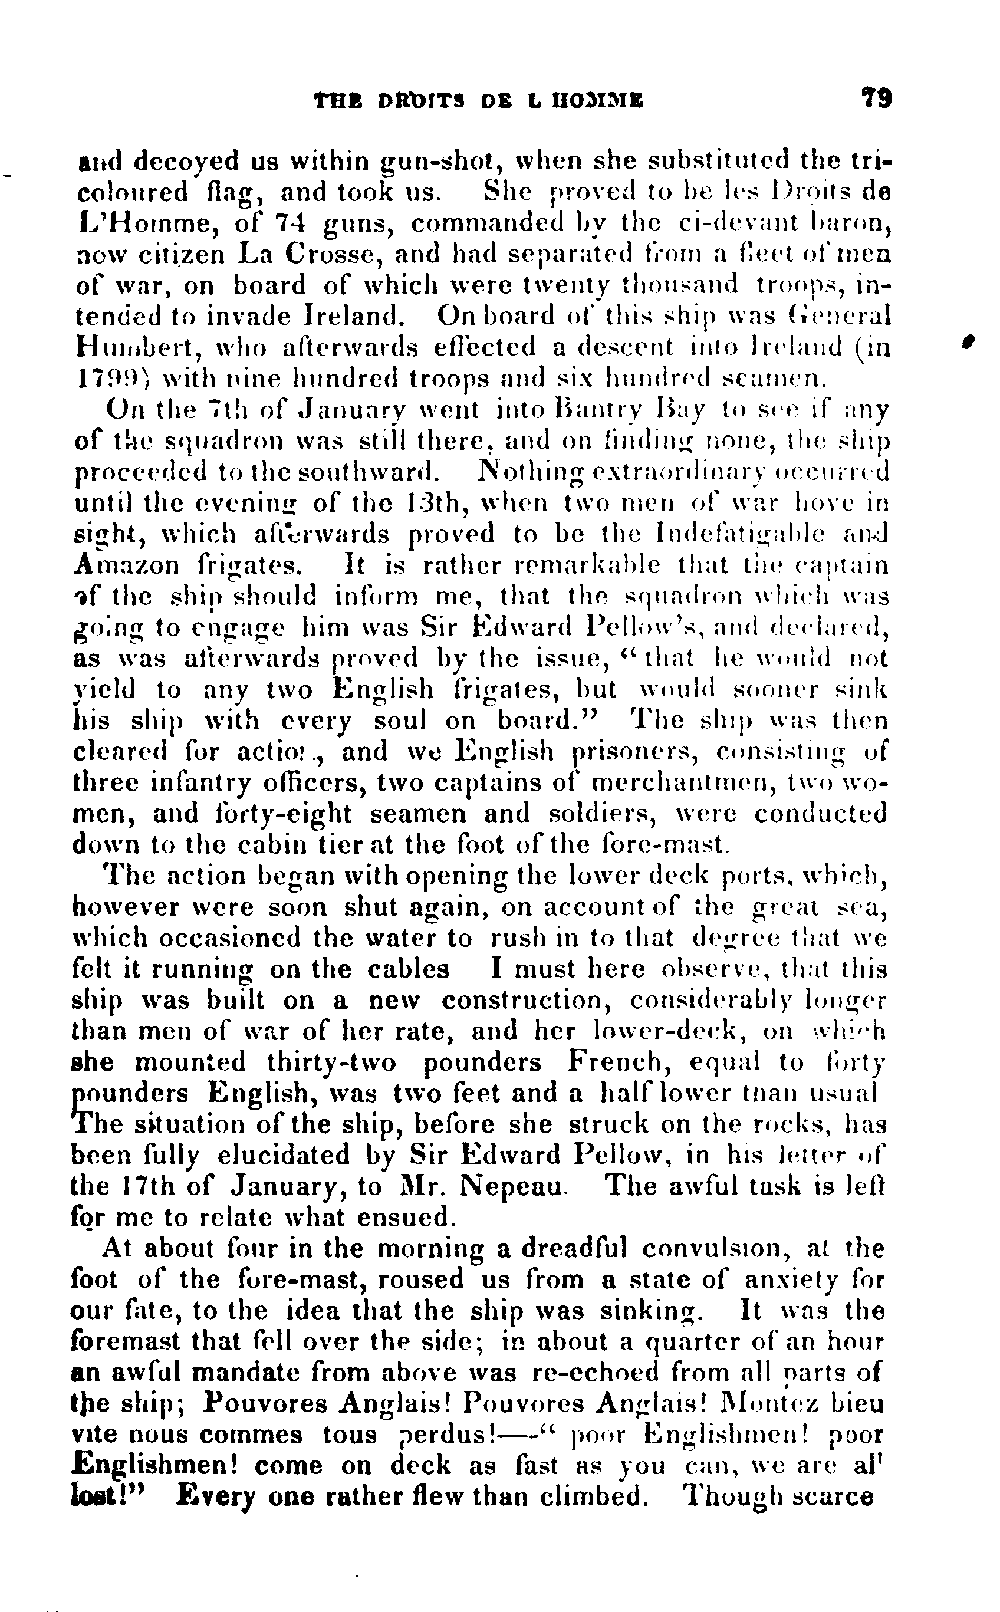 THE DROITS DE L HOMME 79
and decoyed us within gun-shot, when she substituted the tri-
coloured flag, and took us. She proved to be les Droits de
L'Homme, of 74 guns, commanded by the ci-devant baron,
now citizen La Crosse, and had separated from a fleet of men
of war, on board of which were twenty thousand troops, in-
tended to invade Ireland. On board of this ship was General
Humbert, who afterwards effected a descent into Ireland (in
1799) with nine hundred troops and six hundred seamen.
On the 7th of January went into Bantry Bay to see if any
of the squadron was still there, and on finding none, the ship
proceeded to the southward. Nothing extraordinary occurred
until the evening of the 13th, when two men of war hove in
sight, which afterwards proved to be the Indefatigable and
Amazon frigates. It is rather remarkable that the captain
of the ship should inform me, that the squadron which was
going to engage him was Sir Edward Pellow's, and declared,
as was afterwards proved by the issue, "that he would not
yield to any two English frigates, but would sooner sink
his ship with every soul on board." The ship was then
cleared for action, and we English prisoners, consisting of
three infantry officers, two captains of merchantmen, two wo-
men, and forty-eight seamen and soldiers, were conducted
down to the cabin tier at the foot of the fore-mast.
The action began with opening the lower deck ports, which,
however were soon shut again, on account of the great sea,
which occasioned the water to rush in to that degree that we
felt it running on the cables I must here observe, that this
ship was built on a new construction, considerably longer
than men of war of her rate, and her lower-deck, on which
she mounted thirty-two pounders French, equal to forty
pounders English, was two feet and a half lower than usual
The situation of the ship, before she struck on the rocks, has
been fully elucidated by Sir Edward Pellow, in his letter of
the 17th of January, to Mr. Nepeau. The awful task is left
for me to relate what ensued.
At about four in the morning a dreadful convulsion, at the
foot of the fore-mast, roused us from a state of anxiety for
our fate, to the idea that the ship was sinking. It was the
foremast that fell over the side; in about a quarter of an hour
an awful mandate from above was re-echoed from all parts of
the ship; Pouvores Anglais! Pouvores Anglais! Montez bieu
vite nous commes tous perdus!—-" poor Englishmen! poor
Englishmen! come on deck as fast as you can, we are all
lost!" Every one rather flew than climbed. Though scarce